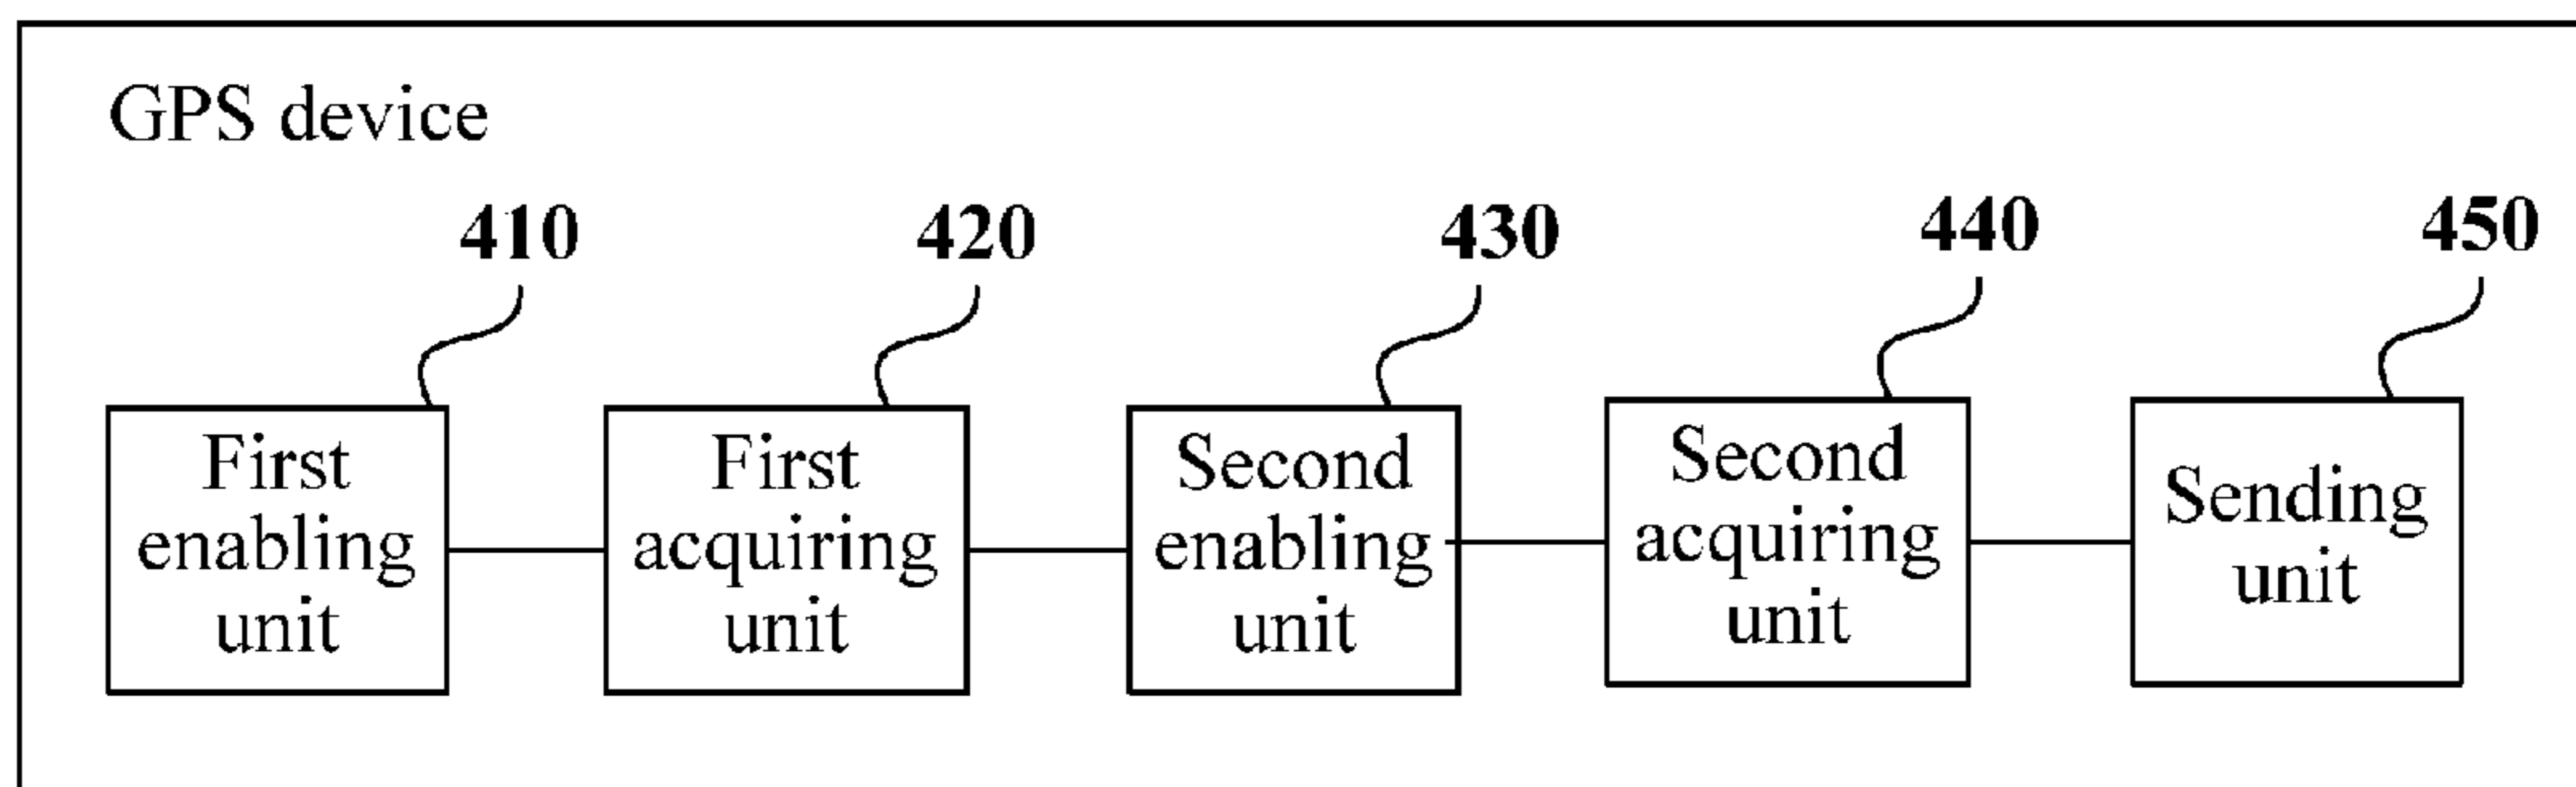 GPS device
410 420 430 440 450
First
enabling
unit
First
acquiring
unit
Second
enabling
unit
Second
acquiring
unit
Sending
unit